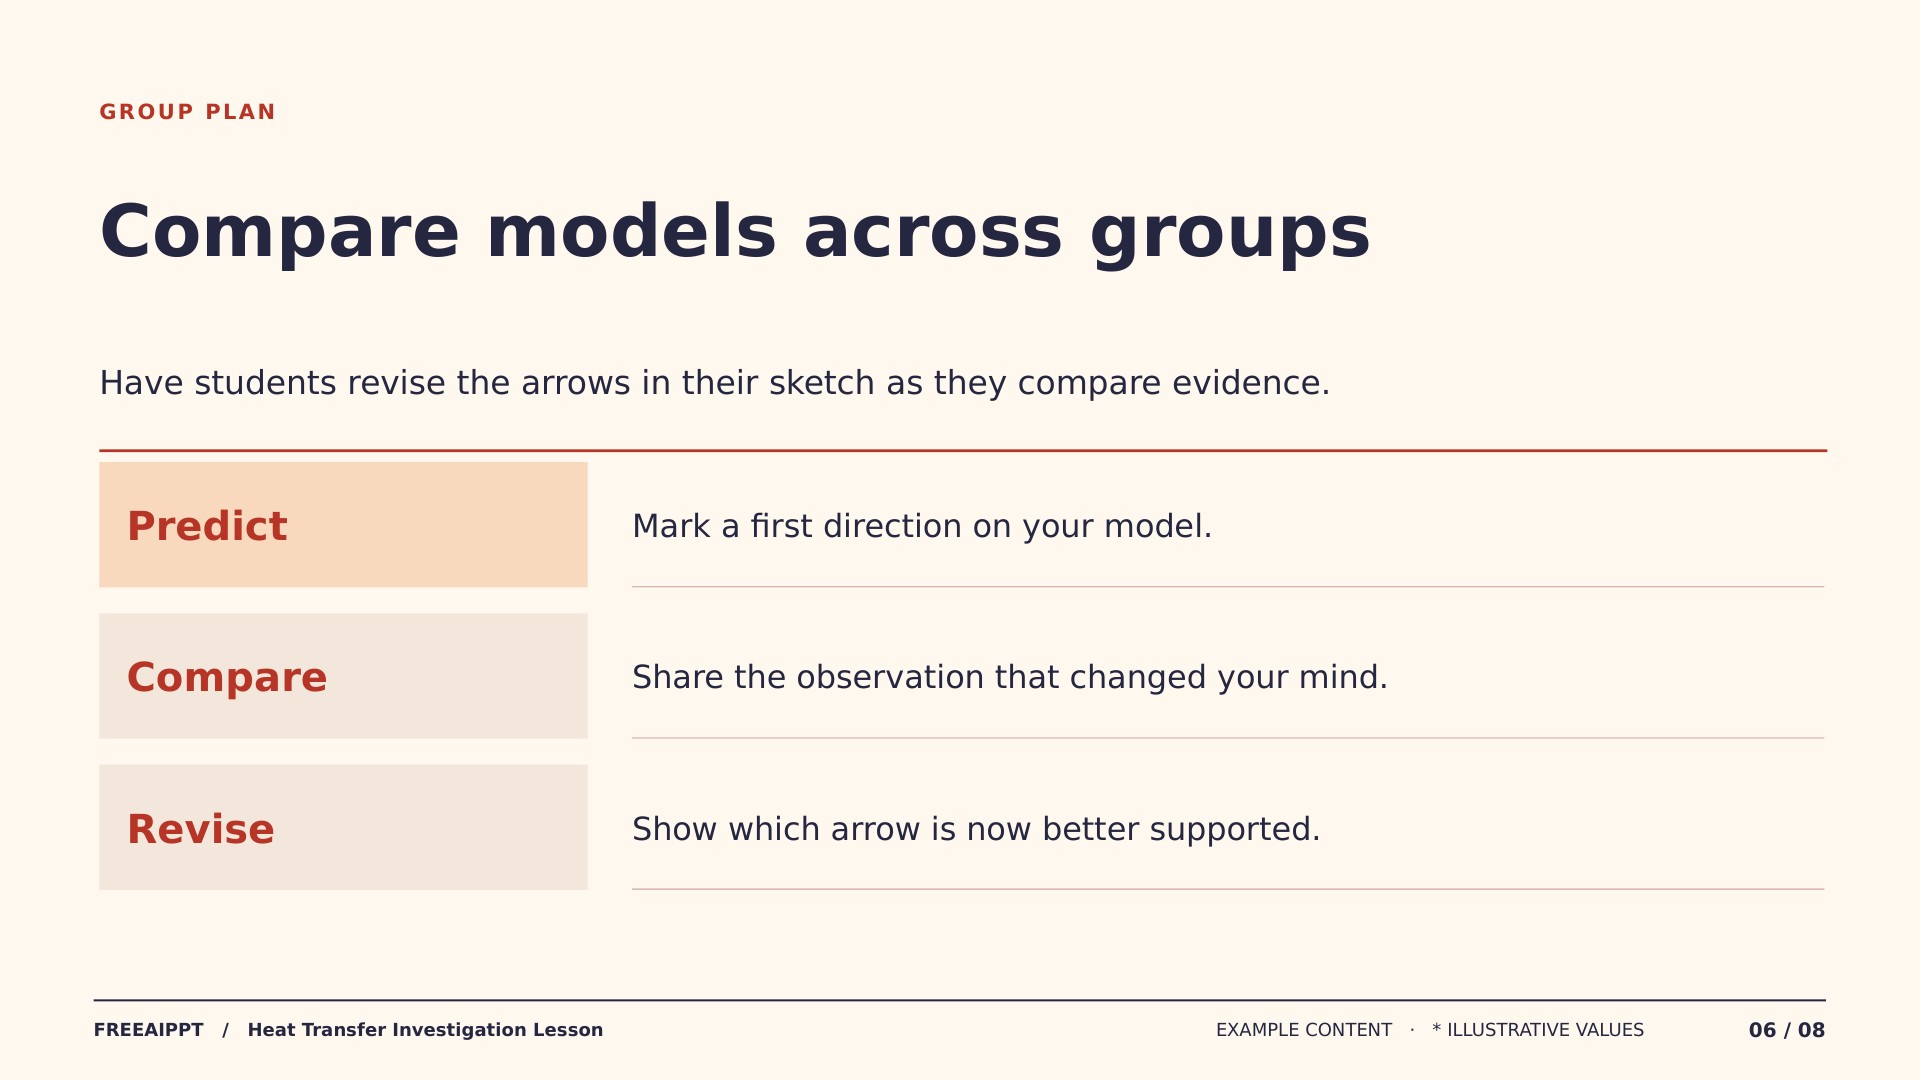 GROUP PLAN
Compare models across groups
Have students revise the arrows in their sketch as they compare evidence.
Predict
Mark a first direction on your model.
Compare
Share the observation that changed your mind.
Revise
Show which arrow is now better supported.
FREEAIPPT / Heat Transfer Investigation Lesson
EXAMPLE CONTENT · * ILLUSTRATIVE VALUES
06 / 08